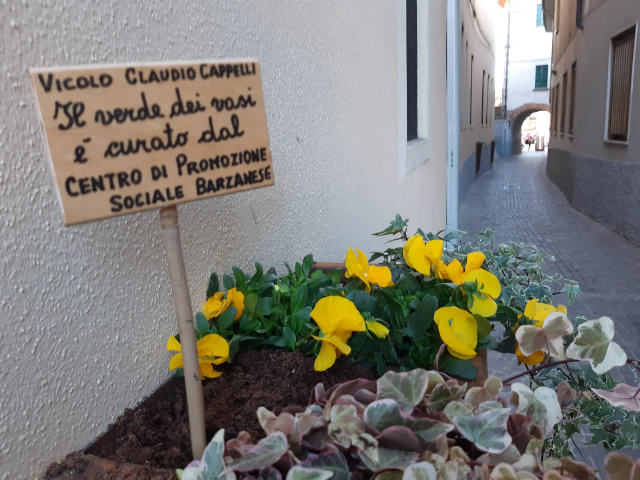 VICOLO CLAUDIO CAPPELLI
Il verde dei vasi
e' curato dal
CENTRO DI PROMOZIONE
SOCIALE BARZANESE